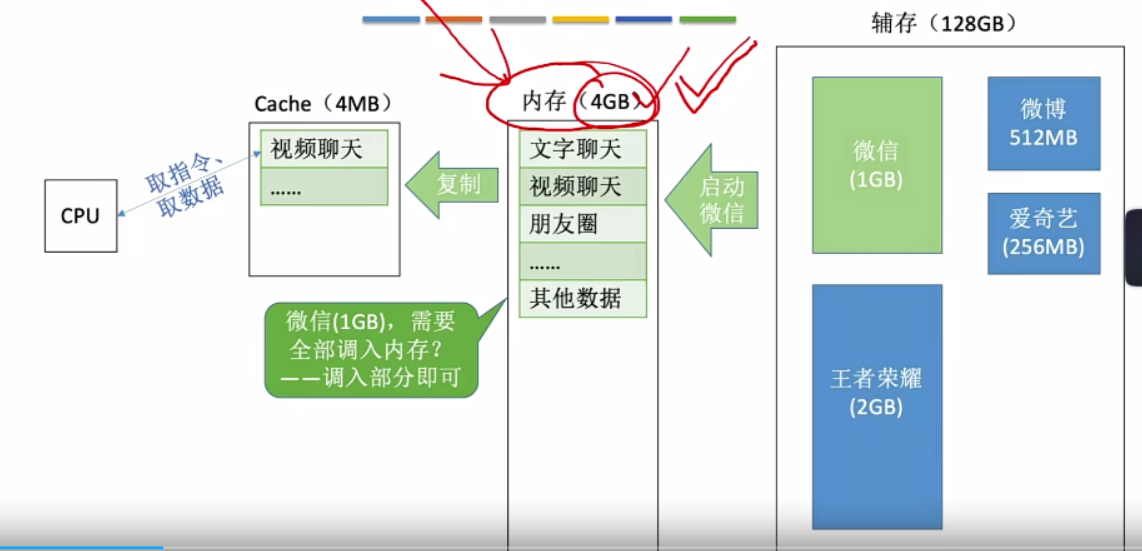 辅存（128GB）
内存（4GB）
Cache（4MB）
CPU
取指令、
取数据
视频聊天
……
复制
文字聊天
视频聊天
朋友圈
……
其他数据
启动
微信
微信
(1GB)
微博
512MB
爱奇艺
(256MB)
王者荣耀
(2GB)
微信(1GB)，需要
全部调入内存？
——调入部分即可